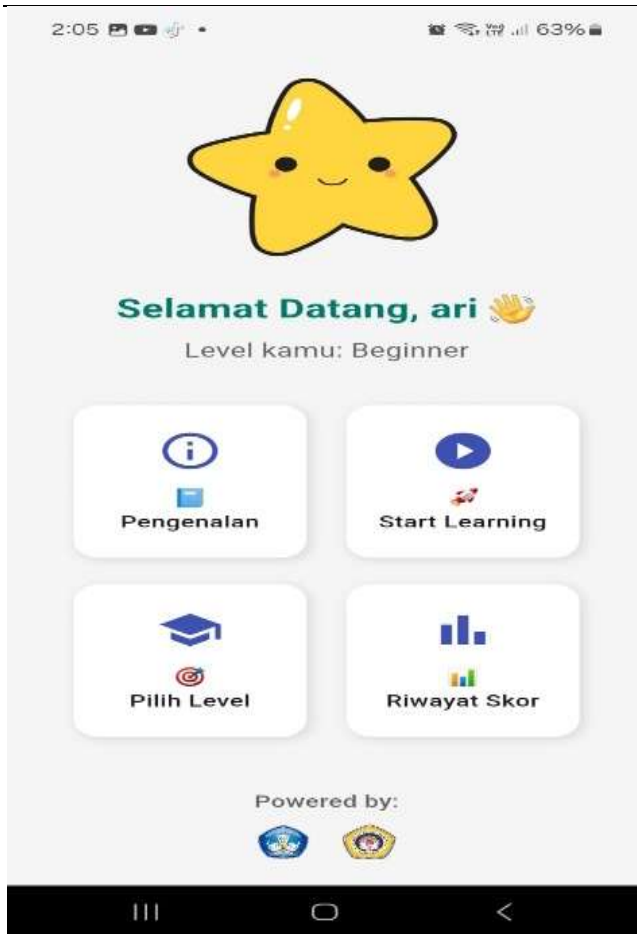 2:05 63%
Selamat Datang, ari
Level kamu: Beginner
Pengenalan
Start Learning
Pilih Level
Riwayat Skor
Powered by: